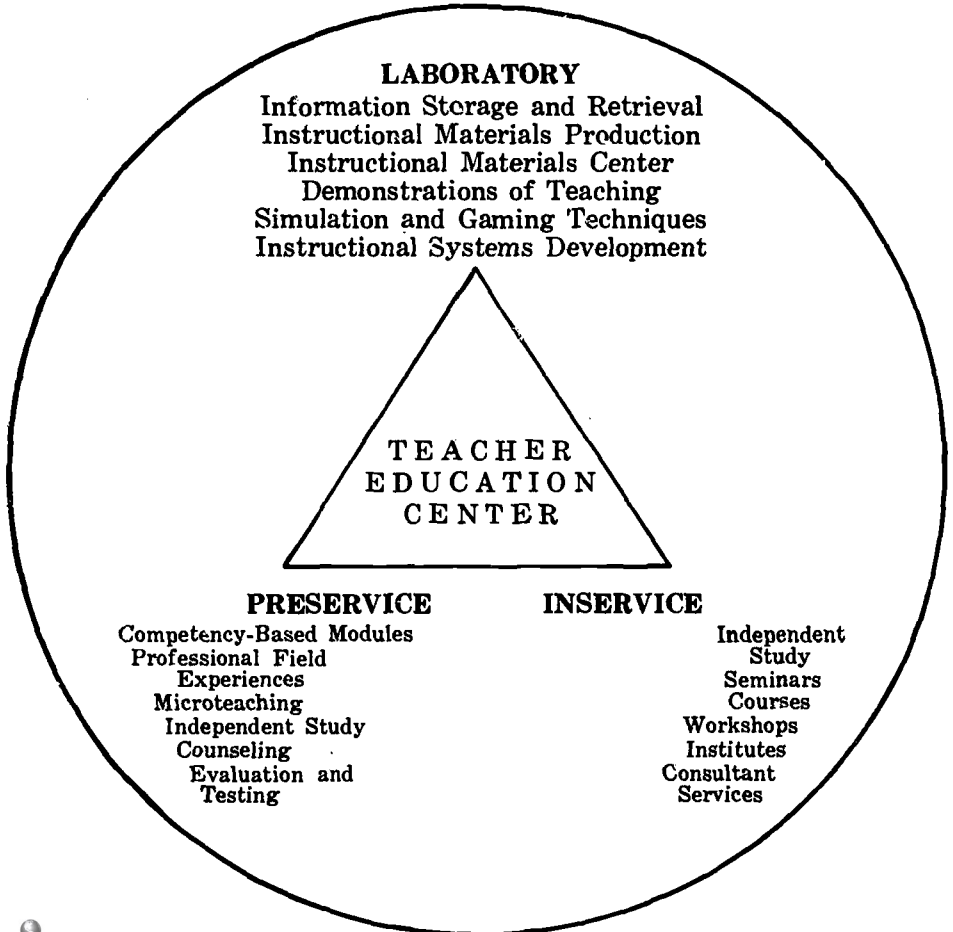 LABORATORY
Information Storage and Retrieval
Instructional Materials Production
Instructional Materials Center
Demonstrations of Teaching
Simulation and Gaming Techniques
Instructional Systems Development
TEACHER
EDUCATION
CENTER
PRESERVICE
Competency-Based Modules
Professional Field
Experiences
Microteaching
Independent Study
Counseling
Evaluation and
Testing
INSERVICE
Independent
Study
Seminars
Courses
Workshops
Institutes
Consultant
Services